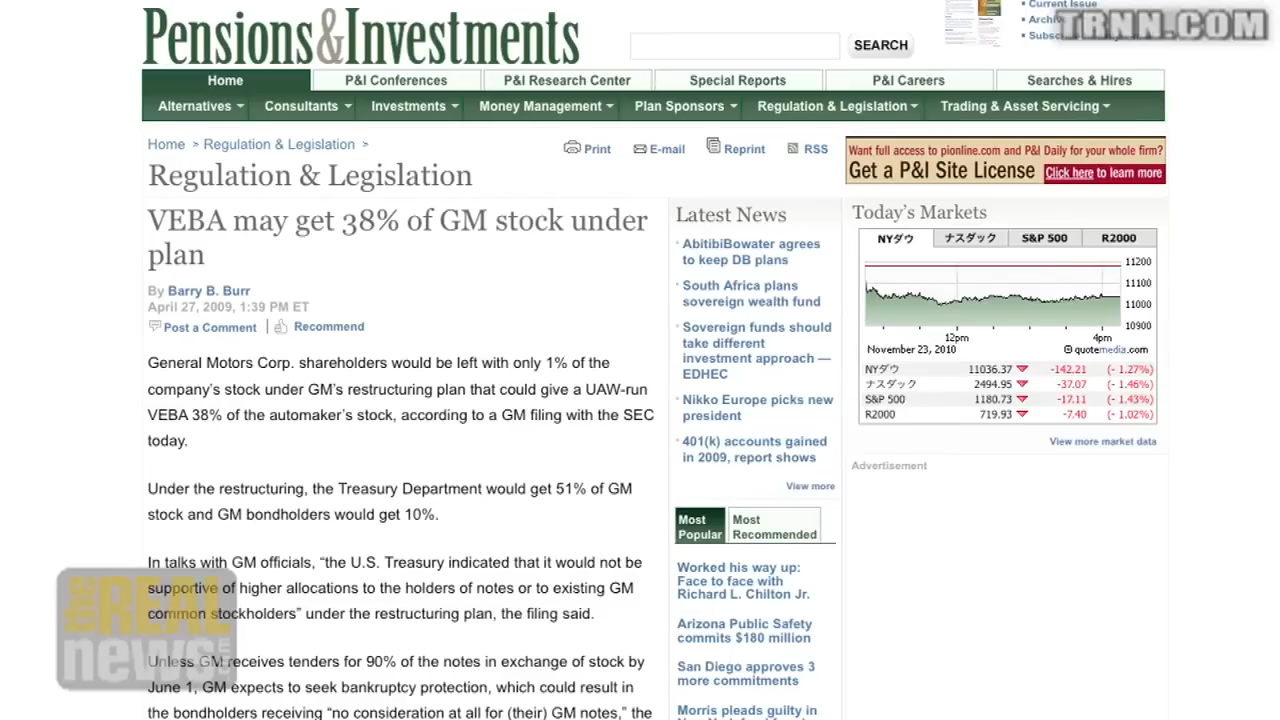 Pensions&Investments
SEARCH
Current Issue
TRNN.COM
Home
P&I Conferences
P&I Research Center
Special Reports
P&I Careers
Searches & Hires
Alternatives
Consultants
Investments
Money Management
Plan Sponsors
Regulation & Legislation
Trading & Asset Servicing
Home > Regulation & Legislation >
Print
E-mail
Reprint
RSS
Regulation & Legislation
VEBA may get 38% of GM stock under
plan
By Barry B. Burr
April 27, 2009, 1:39 PM ET
Post a Comment | Recommend
General Motors Corp. shareholders would be left with only 1% of the
company's stock under GM's restructuring plan that could give a UAW-run
VEBA 38% of the automaker's stock, according to a GM filing with the SEC
today.
Under the restructuring, the Treasury Department would get 51% of GM
stock and GM bondholders would get 10%.
In talks with GM officials, “the U.S. Treasury indicated that it would not be
supportive of higher allocations to the holders of notes or to existing GM
common stockholders” under the restructuring plan, the filing said.
Unless GM receives tenders for 90% of the notes in exchange of stock by
June 1, GM expects to seek bankruptcy protection, which could result in
the bondholders receiving “no consideration at all for (their) GM notes,” the
the REAL
news
Latest News
AbitibiBowater agrees
to keep DB plans
South Africa plans
sovereign wealth fund
Sovereign funds should
take different
investment approach —
EDHEC
Nikko Europe picks new
president
401(k) accounts gained
in 2009, report shows
View more
Most
Popular
Most
Recommended
Worked his way up:
Face to face with
Richard L. Chilton Jr.
Arizona Public Safety
commits $180 million
San Diego approves 3
more commitments
Morris pleads guilty in
Want full access to pionline.com and P&I Daily for your whole firm?
Get a P&I Site License Click here to learn more
Today's Markets
NYダウ
ナスダック
S&P 500
R2000
11200
11100
11000
10900
12pm
4pm
November 23, 2010
© quotemedia.com
NYダウ 11036.37 -142.21 (- 1.27%)
ナスダック 2494.95 -37.07 (- 1.46%)
S&P 500 1180.73 -17.11 (- 1.43%)
R2000 719.93 -7.40 (- 1.02%)
View more market data
Advertisement